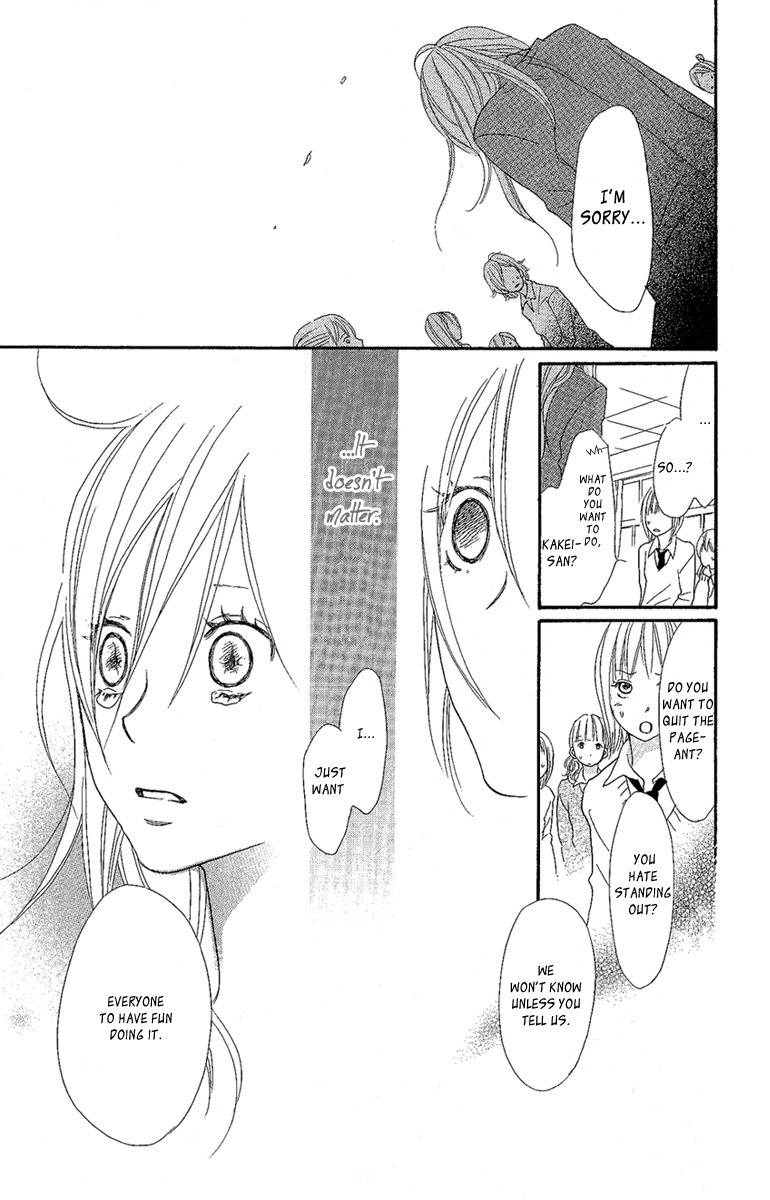 I'M
SORRY...
...
SO...?
Wh
WHAT
DO
YOU
WANT
TO
DO,
KAKEI-
SAN?
DO YOU
WANT TO
QUIT THE
PAGE-
ANT?
YOU
HATE
STANDING
OUT?
WE
WON'T KNOW
UNLESS YOU
TELL US.
...It
doesn't
matter.
I...
JUST
WANT
EVERYONE
TO HAVE FUN
DOING IT.